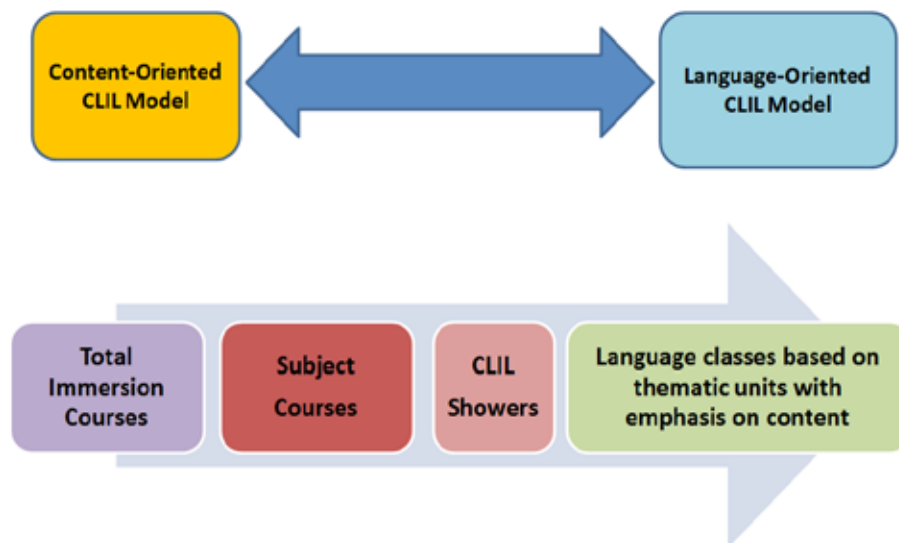 Content-Oriented
CLIL Model
Language-Oriented
CLIL Model
Total
Immersion
Courses
Subject
Courses
CLIL
Showers
Language classes based on
thematic units with
emphasis on content